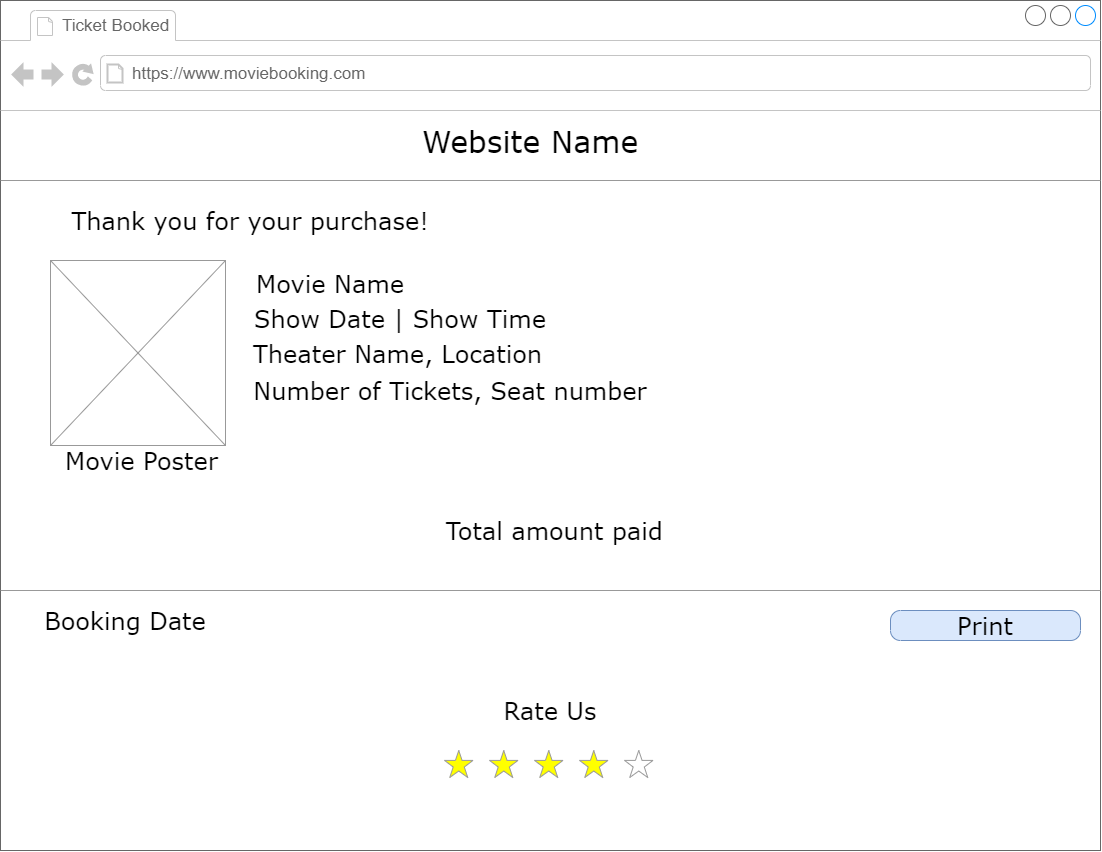 Ticket Booked
https://www.moviebooking.com
Website Name
Thank you for your purchase!
Movie Name
Show Date | Show Time
Theater Name, Location
Number of Tickets, Seat number
Movie Poster
Total amount paid
Booking Date
Print
Rate Us